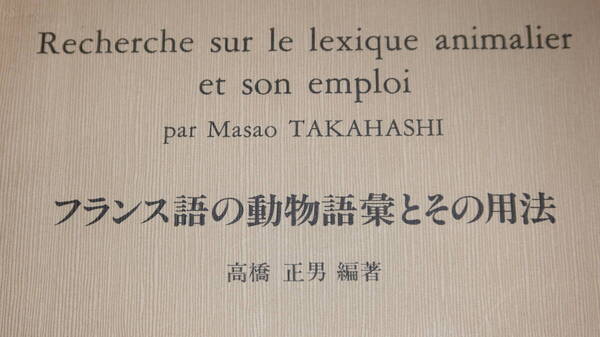 Recherche sur le lexique animalier
et son emploi
par Masao TAKAHASHI
フランス語の動物語彙とその用法
高橋 正男 編著